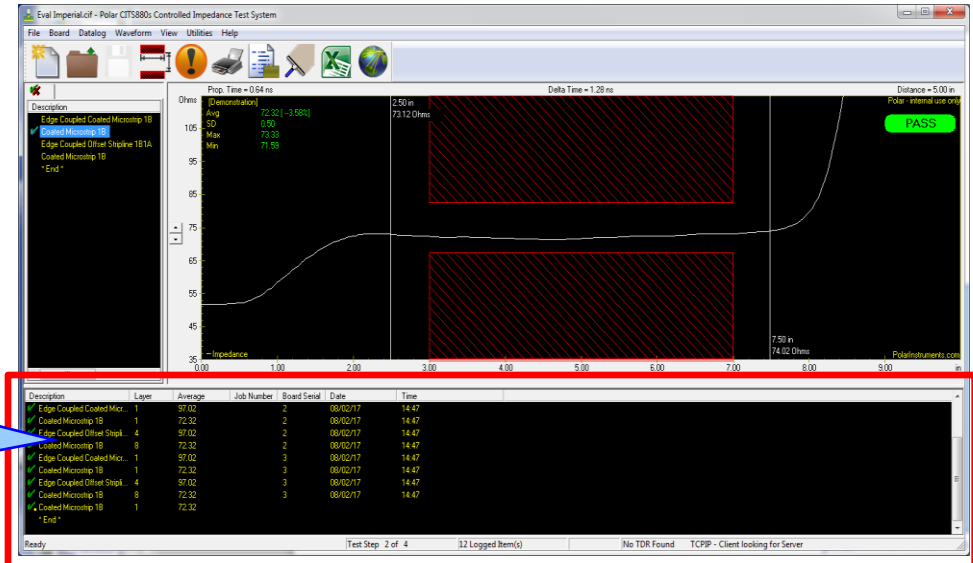 Eval Imperial.cif - Polar CITS880s Controlled Impedance Test System
File Board Datalog Waveform View Utilities Help
Description
Edge Coupled Coated Microstrip 1B
Coated Microstrip 1B
Edge Coupled Offset Stripline 1B1A
Coated Microstrip 1B
* End *
Prop. Time = 0.64 ns Delta Time = 1.28 ns Distance = 5.00 in
Ohms
[Demonstration]
Avg 72.32 [ -3.58%]
SD 0.50
Max 73.33
Min 71.59
2.50 in
73.12 Ohms
Polar - internal use only
PASS
105
95
85
75
65
55
45
35
Impedance
7.50 in
74.02 Ohms
PolarInstruments.com
0.00 1.00 2.00 3.00 4.00 5.00 6.00 7.00 8.00 9.00 in
Description Layer Average Job Number Board Serial Date Time
Edge Coupled Coated Micr... 1 97.02 2 08/02/17 14:47
Coated Microstrip 1B 1 72.32 2 08/02/17 14:47
Edge Coupled Offset Stripli... 4 97.02 2 08/02/17 14:47
Coated Microstrip 1B 8 72.32 2 08/02/17 14:47
Edge Coupled Coated Micr... 1 97.02 3 08/02/17 14:47
Coated Microstrip 1B 1 72.32 3 08/02/17 14:47
Edge Coupled Offset Stripli... 4 97.02 3 08/02/17 14:47
Coated Microstrip 1B 8 72.32 3 08/02/17 14:47
Coated Microstrip 1B 1 72.32
* End *
Ready Test Step 2 of 4 12 Logged Item(s) No TDR Found TCPIP - Client looking for Server